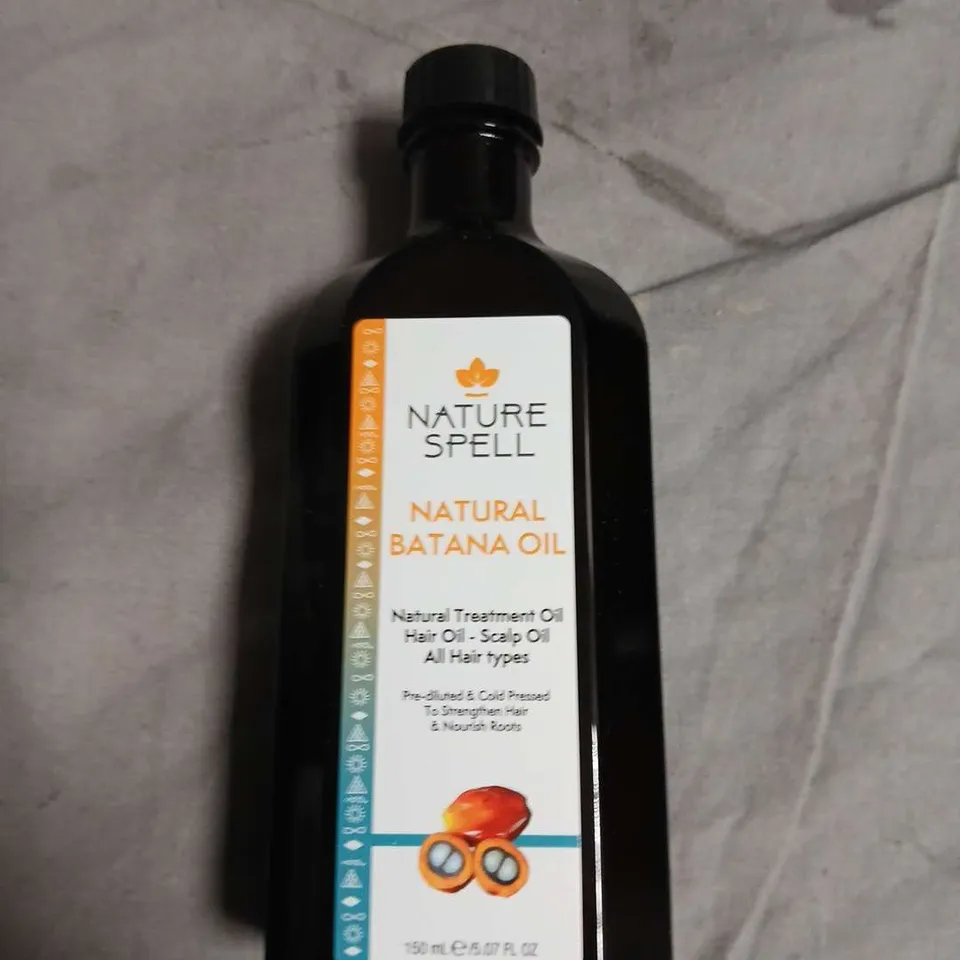 NATURE
SPELL
NATURAL
BATANA OIL
Natural Treatment Oil
Hair Oil - Scalp Oil
All Hair types
Pre-diluted & Cold Pressed
To Strengthen Hair
& Nourish Roots
150 mL ℮/5.07 FL OZ